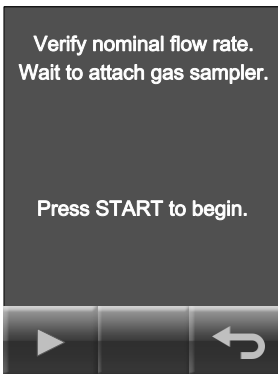 Verify nominal flow rate.
Wait to attach gas sampler.
Press START to begin.